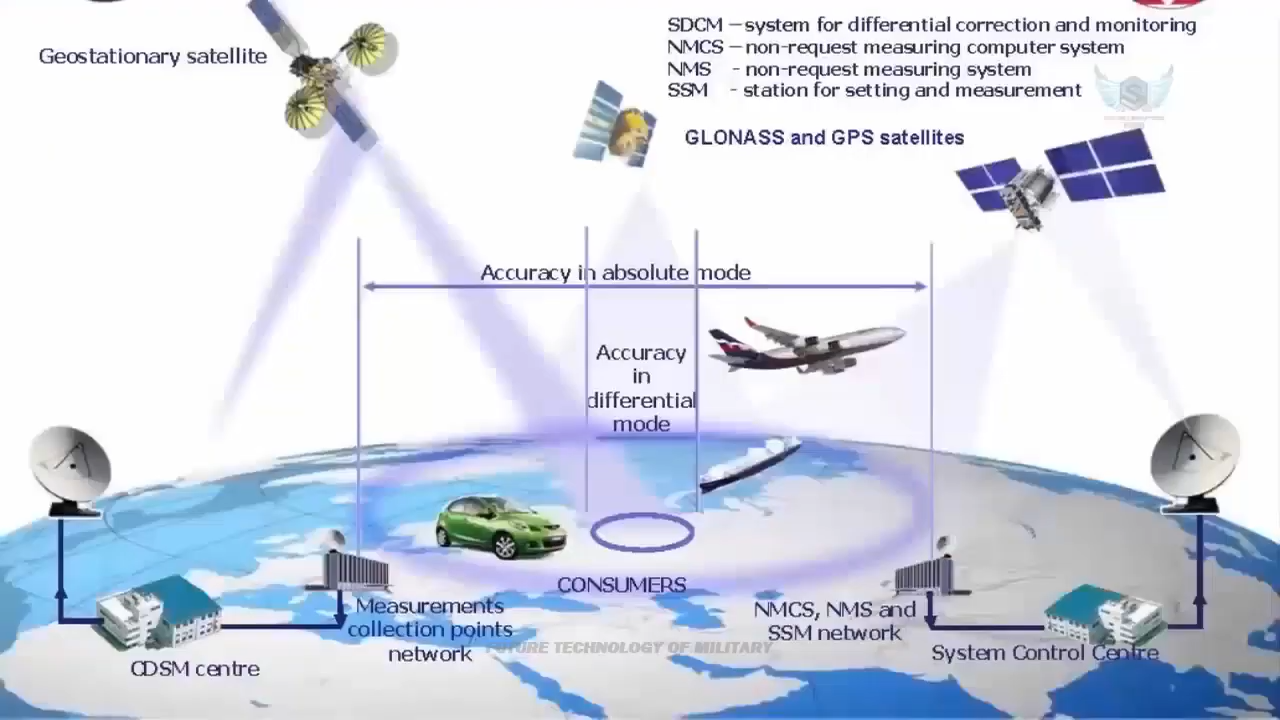 SDCM – system for differential correction and monitoring
Geostationary satellite
NMCS – non-request measuring computer system
NMS - non-request measuring system
SSM - station for setting and measurement
GLONASS and GPS satellites
Accuracy in absolute mode
Accuracy
in
differential
mode
CONSUMERS
Measurements
collection points
network
NMCS, NMS and
SSM network
FUTURE TECHNOLOGY OF MILITARY
CDSM centre
System Control Centre